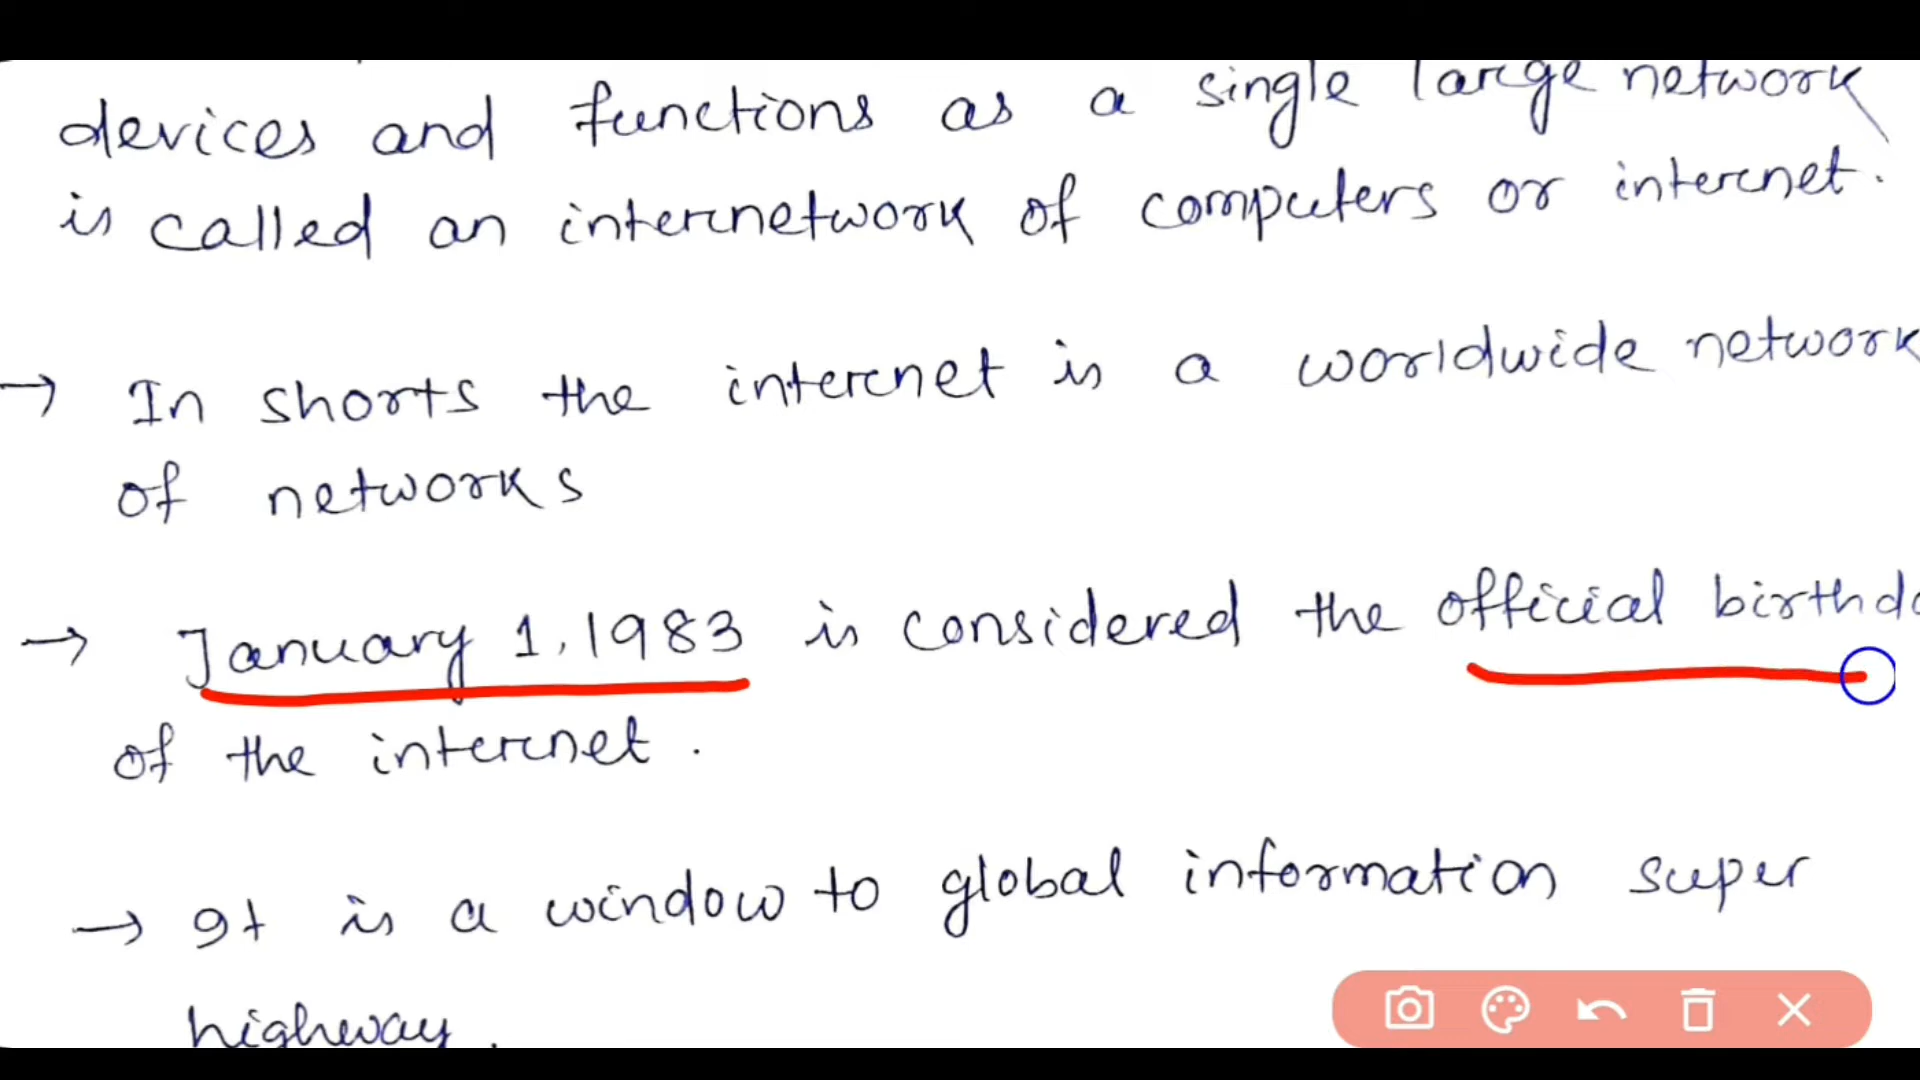 devices and functions as a single large network
is called an internetwork of computers or internet.
→ In shorts the internet is a worldwide network
of networks
→ January 1, 1983 is considered the official birthda
of the internet.
→ It is a window to global information super
highway.